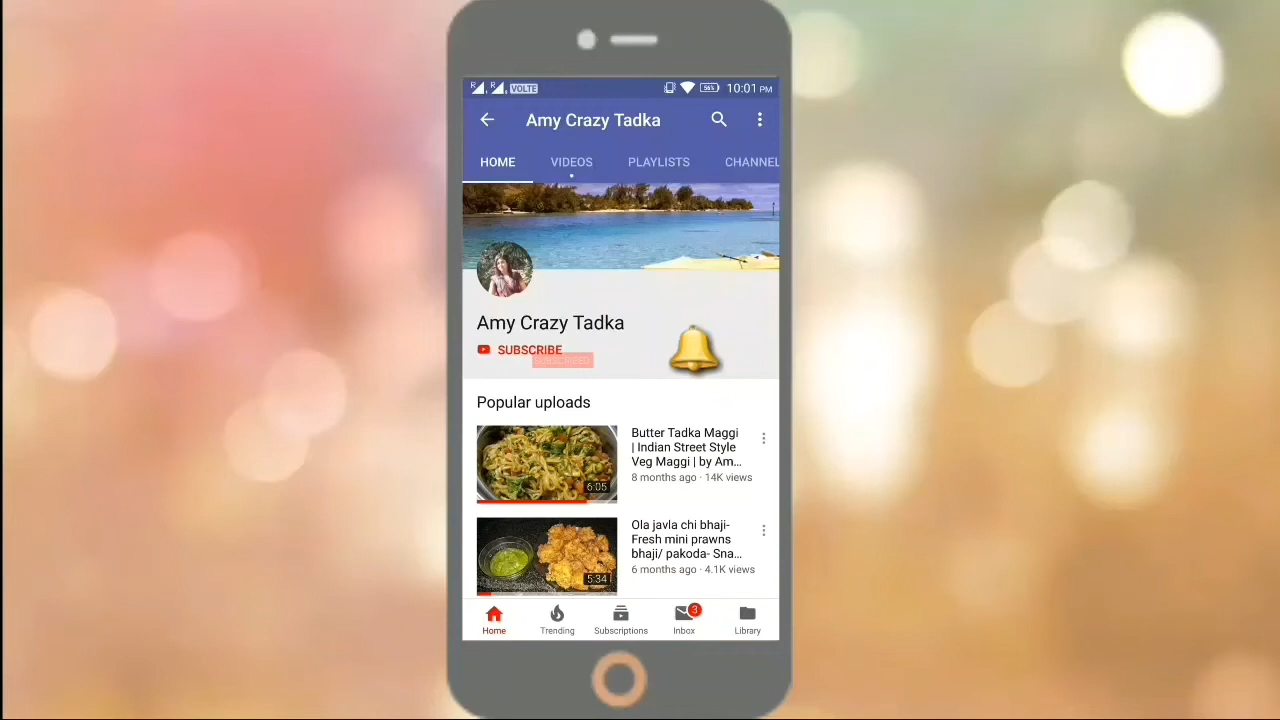 R R VOLTE 56% 10:01 PM
Amy Crazy Tadka
HOME VIDEOS PLAYLISTS CHANNEL
Amy Crazy Tadka
SUBSCRIBE
SUBSCRIBED
Popular uploads
Butter Tadka Maggi
| Indian Street Style
Veg Maggi | by Am...
8 months ago · 14K views
6:05
Ola javla chi bhaji-
Fresh mini prawns
bhaji/ pakoda- Sna...
6 months ago · 4.1K views
5:34
3
Home Trending Subscriptions Inbox Library